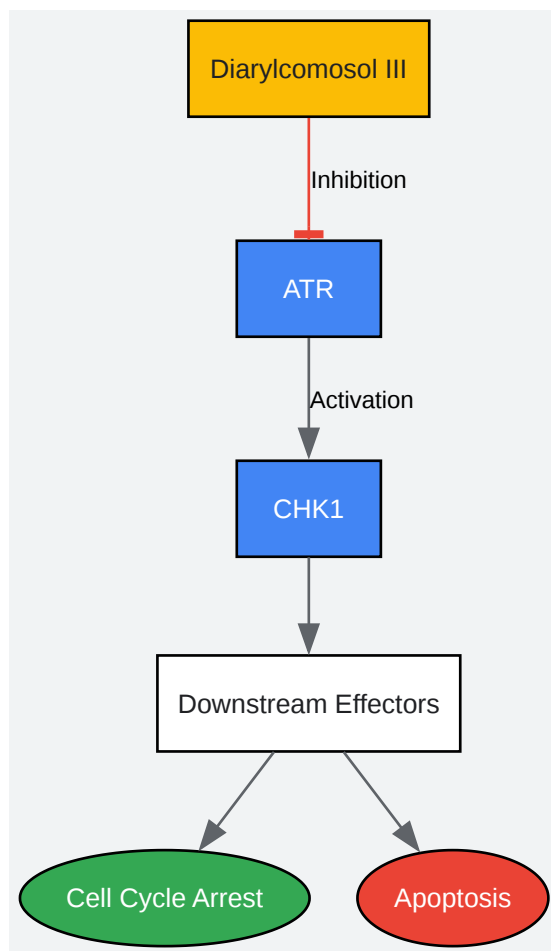 Diarylcomosol III
Inhibition
ATR
Activation
CHK1
Downstream Effectors
Cell Cycle Arrest
Apoptosis